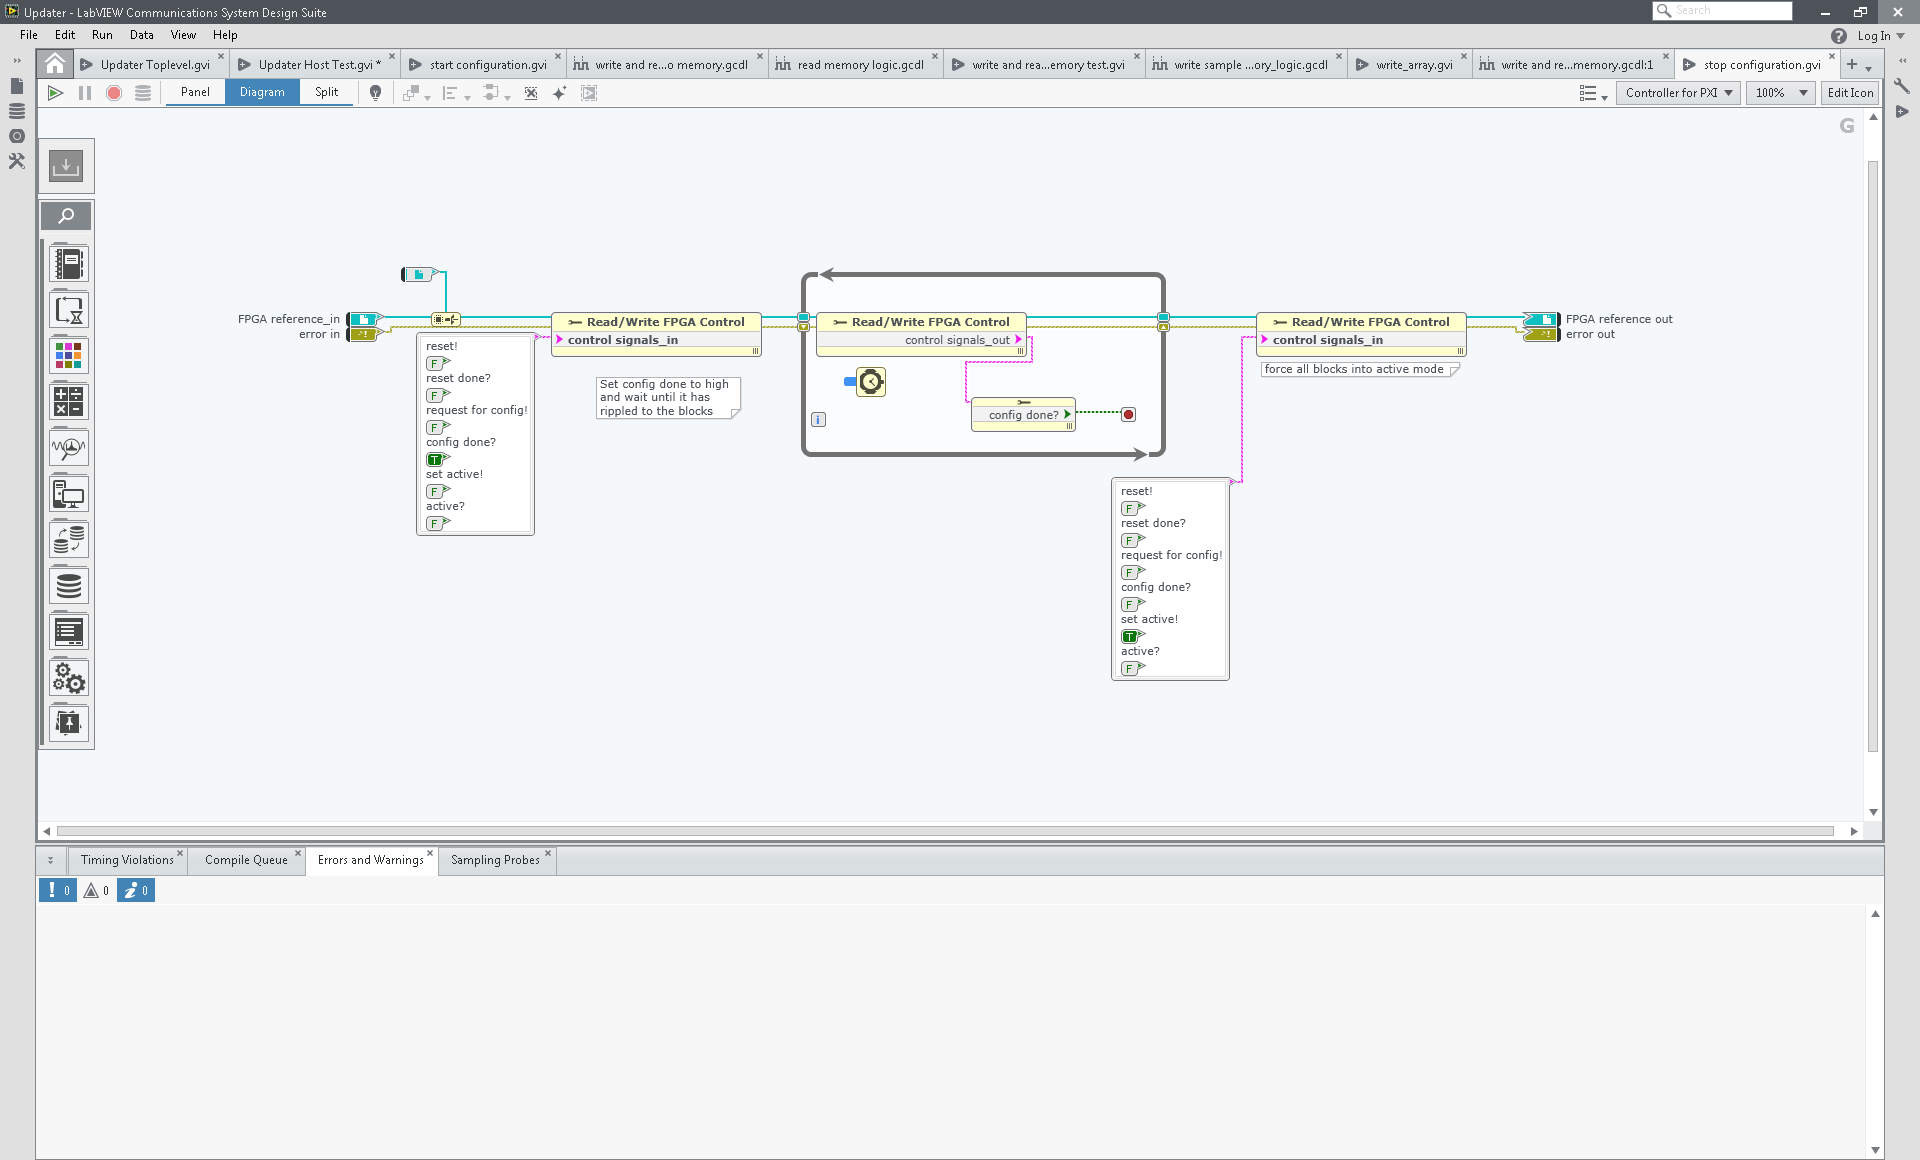 Updater - LabVIEW Communications System Design Suite
Search
File Edit Run Data View Help
Log In
Updater Toplevel.gvi
Updater Host Test.gvi *
start configuration.gvi
write and re...o memory.gcdl
read memory logic.gcdl
write and rea...emory test.gvi
write sample ...ory_logic.gcdl
write_array.gvi
write and re...memory.gcdl:1
stop configuration.gvi
Panel Diagram Split
Controller for PXI
100%
Edit Icon
G
FPGA reference_in
error in
reset!
F
reset done?
F
request for config!
F
config done?
T
set active!
F
active?
F
Read/Write FPGA Control
control signals_in
Set config done to high
and wait until it has
rippled to the blocks
Read/Write FPGA Control
control signals_out
i
config done?
Read/Write FPGA Control
control signals_in
force all blocks into active mode
FPGA reference out
error out
reset!
F
reset done?
F
request for config!
F
config done?
F
set active!
T
active?
F
Timing Violations
Compile Queue
Errors and Warnings
Sampling Probes
! 0
0
i 0